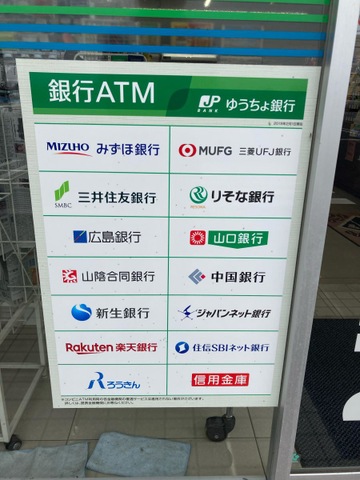 銀行ATM
JP
BANK
ゆうちょ銀行
MIZUHO みずほ銀行
MUFG 三菱UFJ銀行
SMBC
三井住友銀行
りそな銀行
広島銀行
山口銀行
山陰合同銀行
中国銀行
新生銀行
ジャパンネット銀行
Rakuten 楽天銀行
住信SBIネット銀行
ろうきん
信用金庫